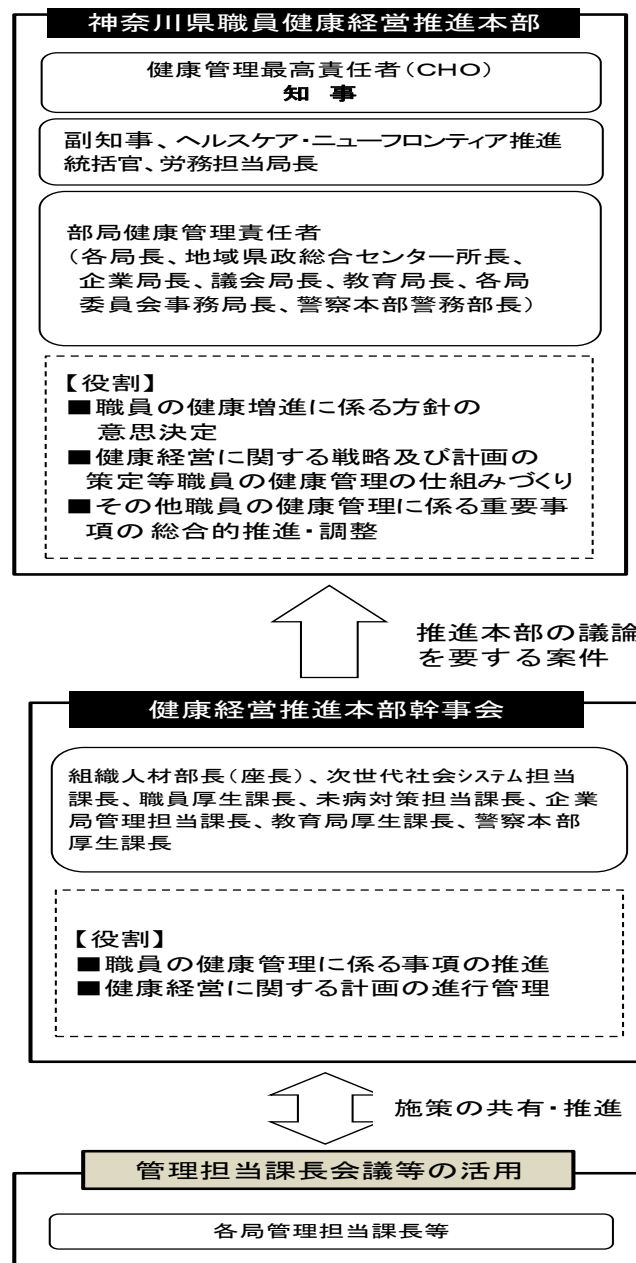 神奈川県職員健康経営推進本部
健康管理最高責任者(CHO)
知 事
副知事、ヘルスケア・ニューフロンティア推進
統括官、労務担当局長
部局健康管理責任者
(各局長、地域県政総合センター所長、
企業局長、議会局長、教育局長、各局
委員会事務局長、警察本部警務部長)
【役割】
■職員の健康増進に係る方針の
意思決定
■健康経営に関する戦略及び計画の
策定等職員の健康管理の仕組みづくり
■その他職員の健康管理に係る重要事
項の総合的推進・調整
推進本部の議論
を要する案件
健康経営推進本部幹事会
組織人材部長(座長)、次世代社会システム担当
課長、職員厚生課長、未病対策担当課長、企業
局管理担当課長、教育局厚生課長、警察本部
厚生課長
【役割】
■職員の健康管理に係る事項の推進
■健康経営に関する計画の進行管理
施策の共有・推進
管理担当課長会議等の活用
各局管理担当課長等